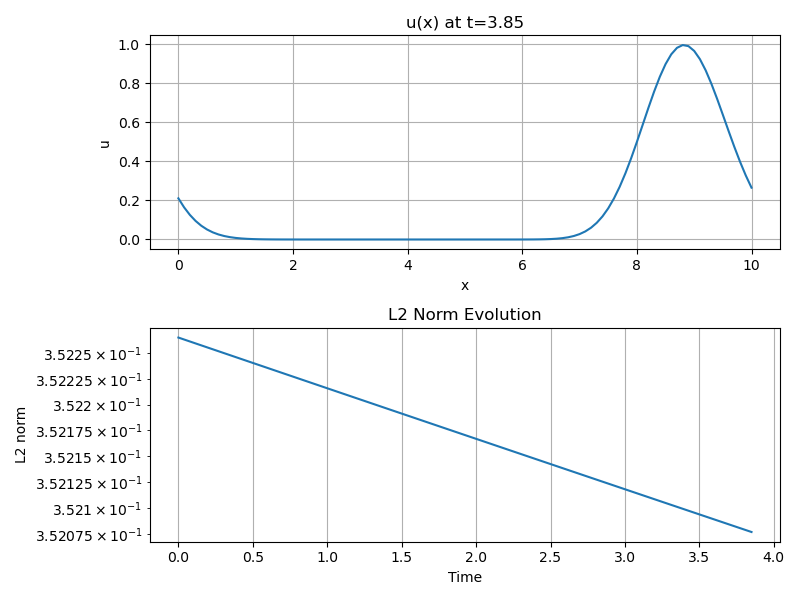 u(x) at t=3.85
1.0
0.8
0.6
0.4
0.2
0.0
u
0 2 4 6 8 10
x
L2 Norm Evolution
3.5225 × 10⁻¹
3.52225 × 10⁻¹
3.522 × 10⁻¹
3.52175 × 10⁻¹
3.5215 × 10⁻¹
3.52125 × 10⁻¹
3.521 × 10⁻¹
3.52075 × 10⁻¹
L2 norm
0.0 0.5 1.0 1.5 2.0 2.5 3.0 3.5 4.0
Time